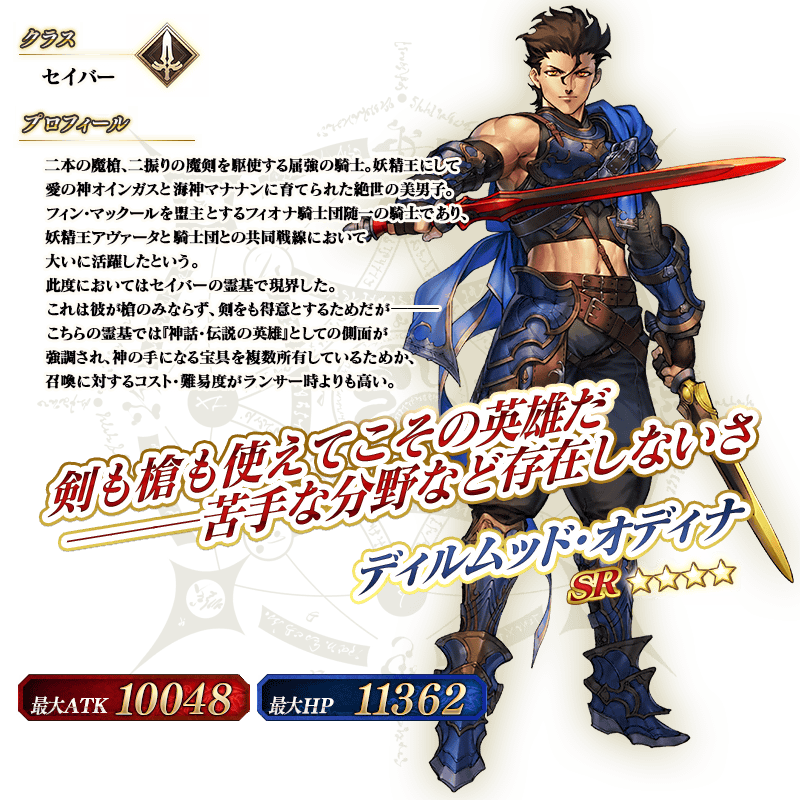 クラス
セイバー
プロフィール
二本の魔槍、二振りの魔剣を駆使する屈強の騎士。妖精王にして
愛の神オインガスと海神マナナンに育てられた絶世の美男子。
フィン・マックールを盟主とするフィオナ騎士団随一の騎士であり、
妖精王アヴァータと騎士団との共同戦線において
大いに活躍したという。
此度においてはセイバーの霊基で現界した。
これは彼が槍のみならず、剣をも得意とするためだが――
こちらの霊基では『神話・伝説の英雄』としての側面が
強調され、神の手になる宝具を複数所有しているためか、
召喚に対するコスト・難易度がランサー時よりも高い。
剣も槍も使えてこその英雄だ
――苦手な分野など存在しないさ
ディルムッド・オディナ
SR ☆☆☆☆
最大ATK 10048
最大HP 11362